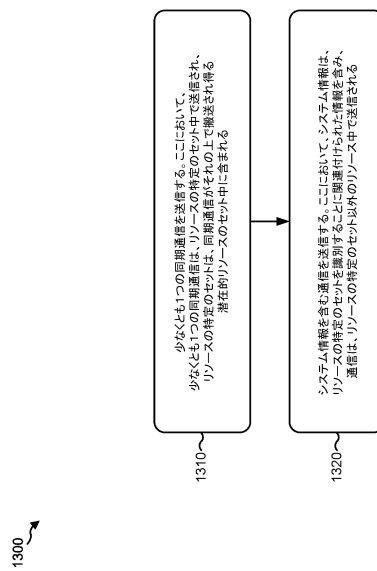 1300
1310
少なくとも1つの同期通信を送信する。ここにおいて、
少なくとも1つの同期通信は、リソースの特定のセット中で送信され、
リソースの特定のセットは、同期通信がそれの上で搬送され得る
潜在的リソースのセット中に含まれる
1320
システム情報を含む通信を送信する。ここにおいて、システム情報は、
リソースの特定のセットを識別することに関連付けられた情報を含み、
通信は、リソースの特定のセット以外のリソース中で送信される